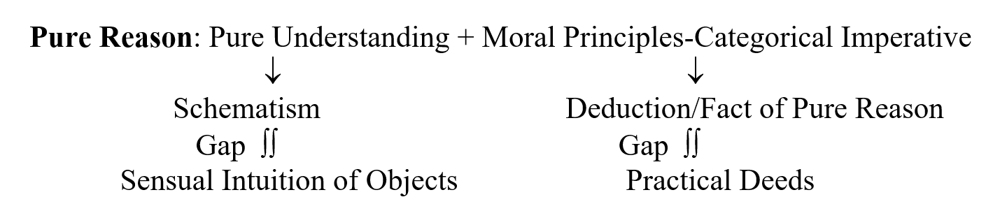 Pure Reason: Pure Understanding + Moral Principles-Categorical Imperative
↓ ↓
Schematism Deduction/Fact of Pure Reason
Gap ∬ Gap ∬
Sensual Intuition of Objects Practical Deeds